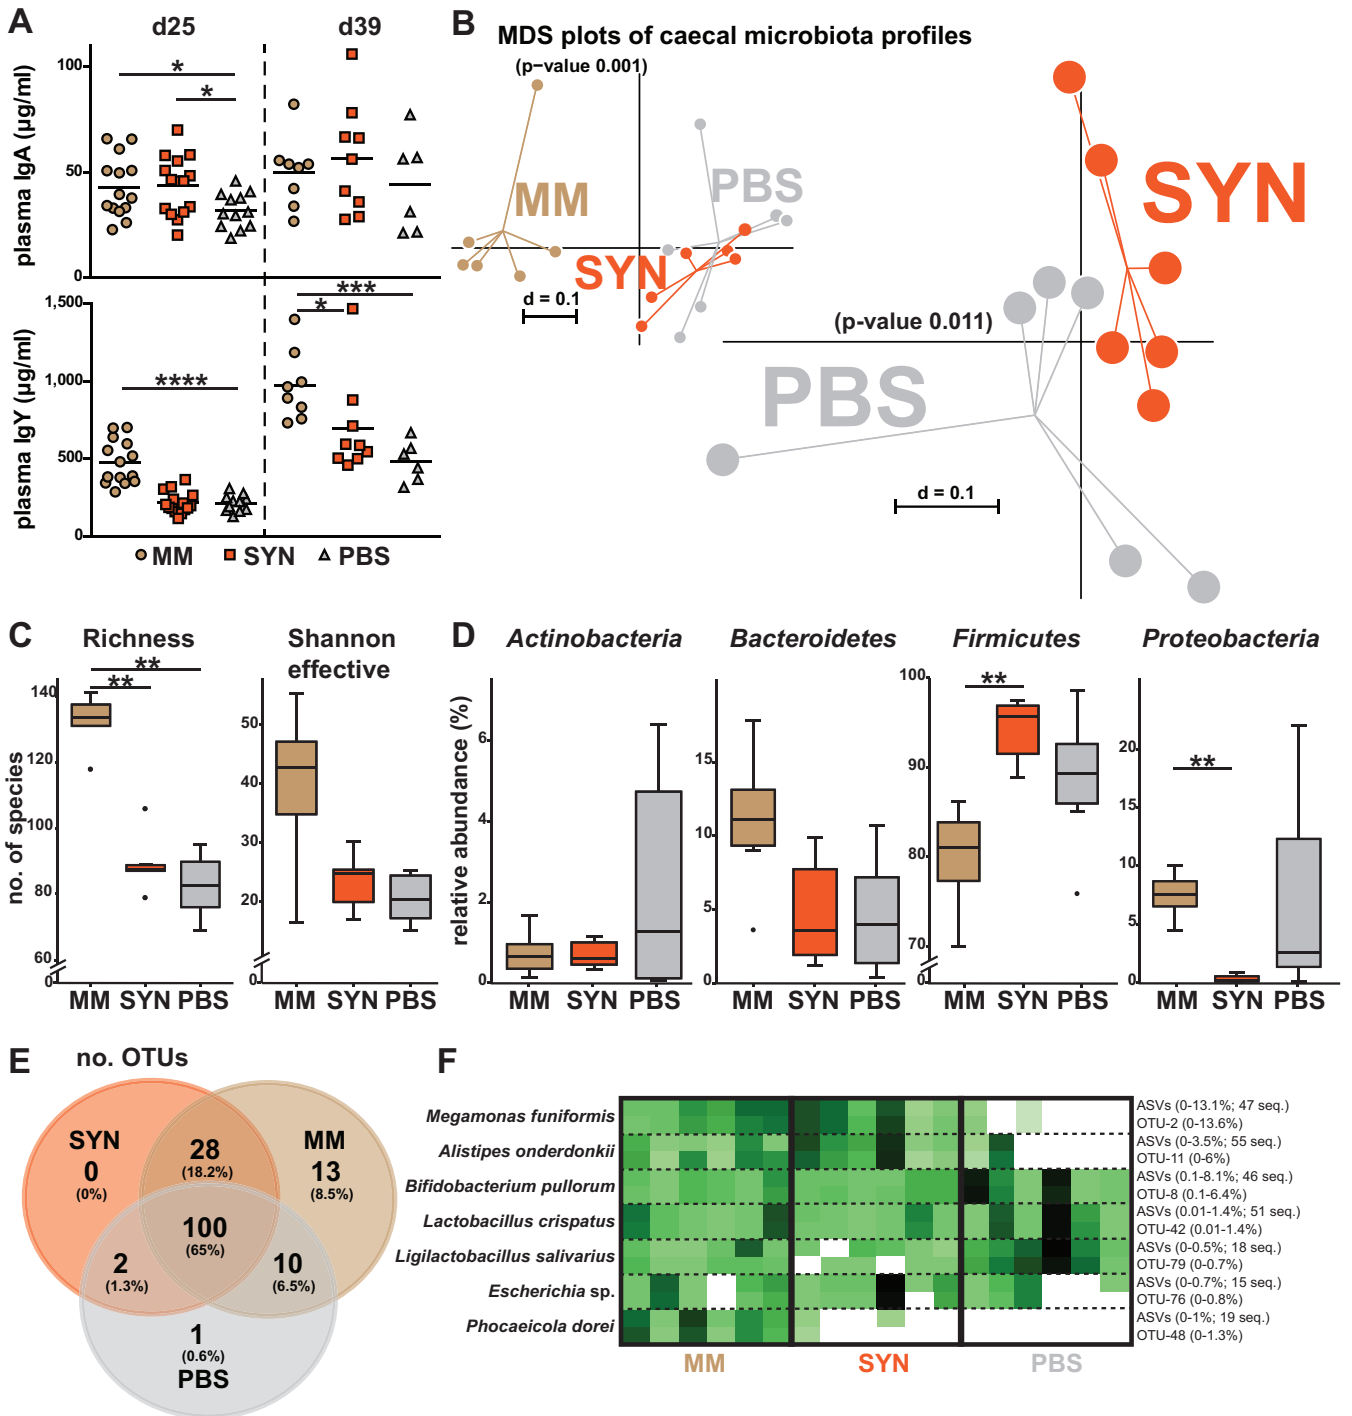 A
d25
d39
plasma IgA (µg/ml)
100
50
0
*
*
plasma IgY (µg/ml)
1,500
1,000
500
0
****
***
*
MM SYN PBS
B
MDS plots of caecal microbiota profiles
(p−value 0.001)
MM
PBS
SYN
d = 0.1
SYN
(p-value 0.011)
PBS
d = 0.1
C
Richness
no. of species
140
120
100
80
60
0
**
**
MM SYN PBS
Shannon
effective
50
40
30
20
0
MM SYN PBS
D
relative abundance (%)
Actinobacteria
6
4
2
0
MM SYN PBS
Bacteroidetes
15
10
5
0
MM SYN PBS
Firmicutes
100
90
80
70
0
**
MM SYN PBS
Proteobacteria
20
15
10
5
0
**
MM SYN PBS
E
no. OTUs
SYN
0
(0%)
28
(18.2%)
MM
13
(8.5%)
100
(65%)
2
(1.3%)
10
(6.5%)
1
(0.6%)
PBS
F
Megamonas funiformis
ASVs (0-13.1%; 47 seq.)
OTU-2 (0-13.6%)
Alistipes onderdonkii
ASVs (0-3.5%; 55 seq.)
OTU-11 (0-6%)
Bifidobacterium pullorum
ASVs (0.1-8.1%; 46 seq.)
OTU-8 (0.1-6.4%)
Lactobacillus crispatus
ASVs (0.01-1.4%; 51 seq.)
OTU-42 (0.01-1.4%)
Ligilactobacillus salivarius
ASVs (0-0.5%; 18 seq.)
OTU-79 (0-0.7%)
Escherichia sp.
ASVs (0-0.7%; 15 seq.)
OTU-76 (0-0.8%)
Phocaeicola dorei
ASVs (0-1%; 19 seq.)
OTU-48 (0-1.3%)
MM SYN PBS